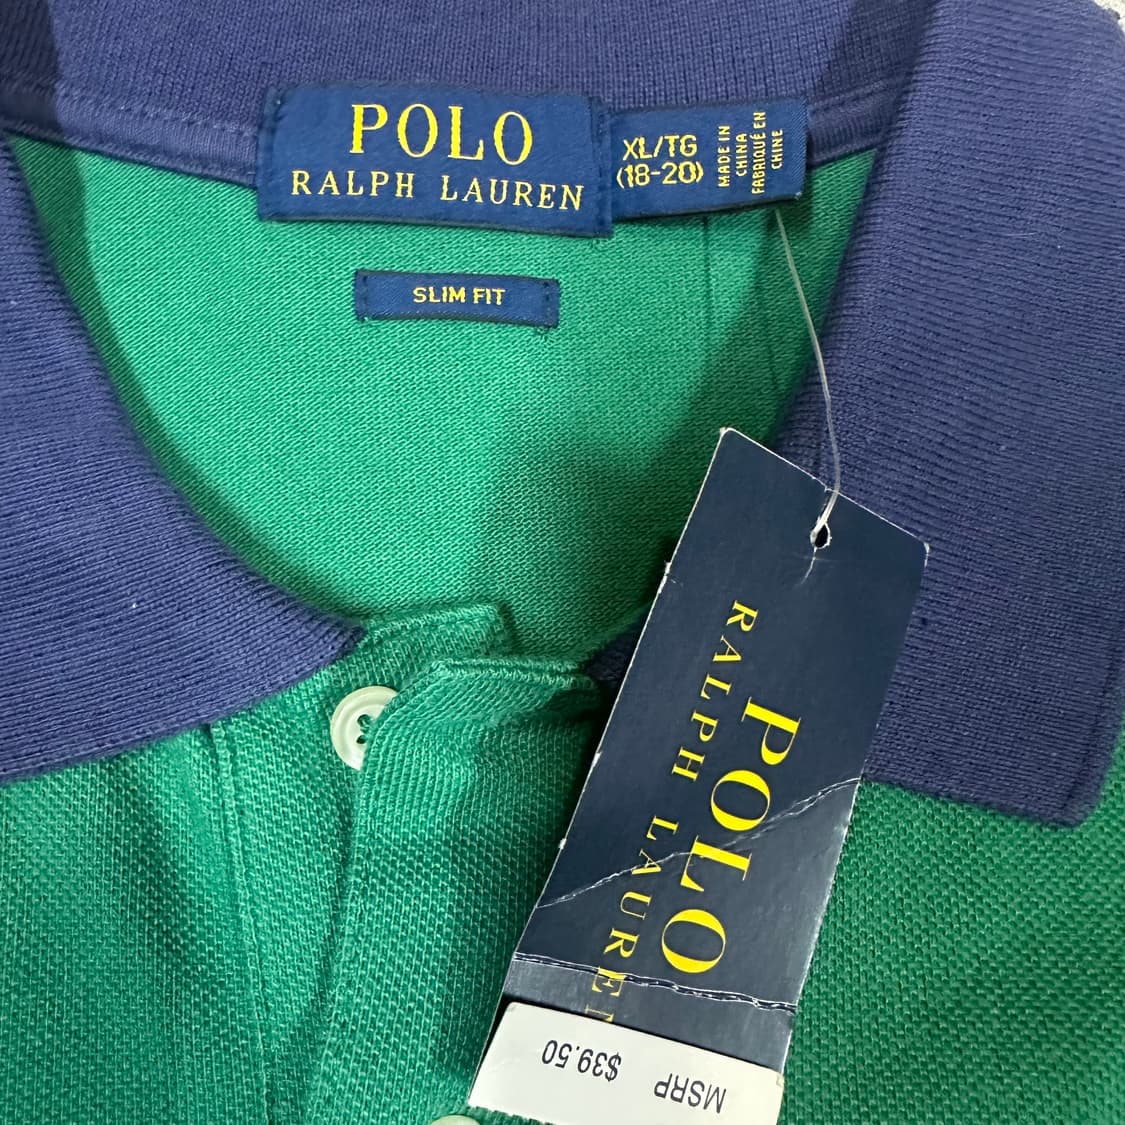 POLO
RALPH LAUREN
XL/TG
(18-20)
MADE IN
CHINA
FABRIQUÉ EN
CHINE
SLIM FIT
POLO
RALPH LAUREN
MSRP $39.50